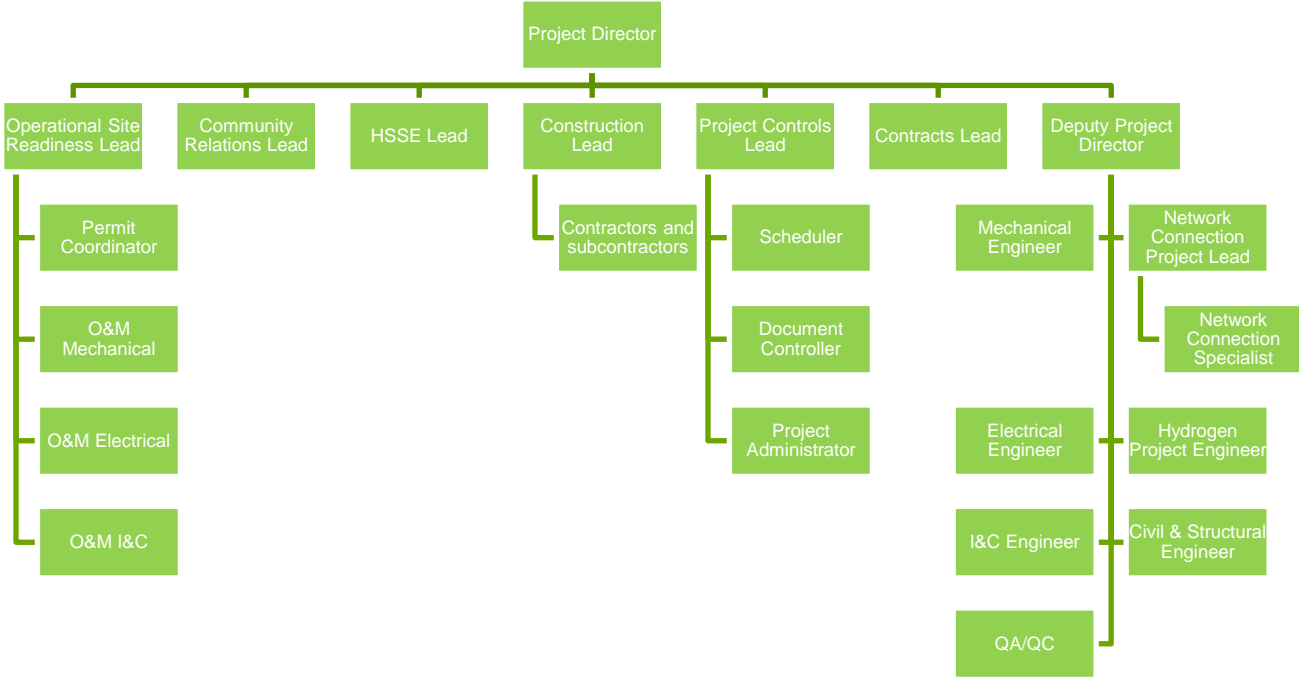 Project Director
Operational Site
Readiness Lead
Community
Relations Lead
HSSE Lead
Construction
Lead
Project Controls
Lead
Contracts Lead
Deputy Project
Director
Permit
Coordinator
Contractors and
subcontractors
Scheduler
Mechanical
Engineer
Network
Connection
Project Lead
O&M
Mechanical
Document
Controller
Network
Connection
Specialist
O&M Electrical
Project
Administrator
Electrical
Engineer
Hydrogen
Project Engineer
O&M I&C
I&C Engineer
Civil & Structural
Engineer
QA/QC